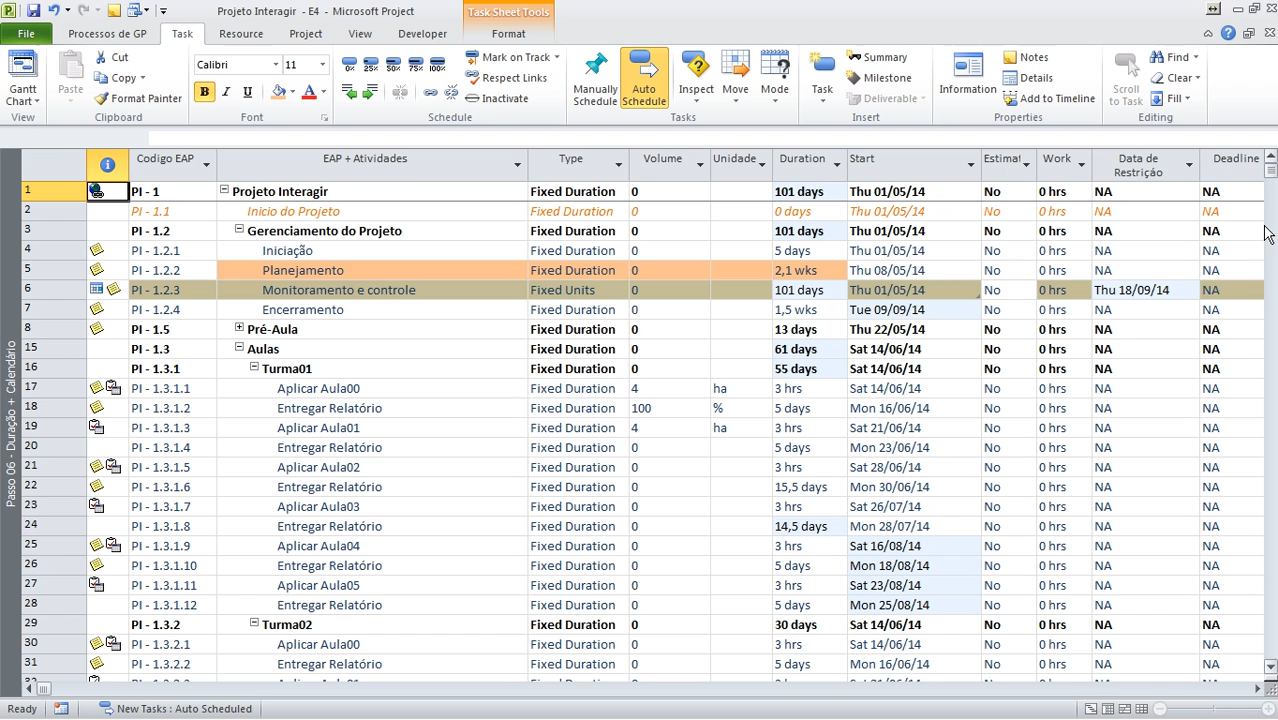 Projeto Interagir - E4 - Microsoft Project
Task Sheet Tools
File Processos de GP Task Resource Project View Developer Format
Gantt Chart
View
Paste
Cut
Copy
Format Painter
Clipboard
Calibri 11
B I U A
Font
0% 25% 50% 75% 100%
Mark on Track
Respect Links
Inactivate
Schedule
Manually Schedule
Auto Schedule
Inspect
Move
Mode
Tasks
Task
Summary
Milestone
Deliverable
Insert
Information
Notes
Details
Add to Timeline
Properties
Scroll to Task
Find
Clear
Fill
Editing
Codigo EAP EAP + Atividades Type Volume Unidade Duration Start Estimat Work Data de Restrição Deadline
1 PI - 1 Projeto Interagir Fixed Duration 0 101 days Thu 01/05/14 No 0 hrs NA NA
2 PI - 1.1 Inicio do Projeto Fixed Duration 0 0 days Thu 01/05/14 No 0 hrs NA NA
3 PI - 1.2 Gerenciamento do Projeto Fixed Duration 0 101 days Thu 01/05/14 No 0 hrs NA NA
4 PI - 1.2.1 Iniciação Fixed Duration 0 5 days Thu 01/05/14 No 0 hrs NA NA
5 PI - 1.2.2 Planejamento Fixed Duration 0 2,1 wks Thu 08/05/14 No 0 hrs NA NA
6 PI - 1.2.3 Monitoramento e controle Fixed Units 0 101 days Thu 01/05/14 No 0 hrs Thu 18/09/14 NA
7 PI - 1.2.4 Encerramento Fixed Duration 0 1,5 wks Tue 09/09/14 No 0 hrs NA NA
8 PI - 1.5 Pré-Aula Fixed Duration 0 13 days Thu 22/05/14 No 0 hrs NA NA
15 PI - 1.3 Aulas Fixed Duration 0 61 days Sat 14/06/14 No 0 hrs NA NA
16 PI - 1.3.1 Turma01 Fixed Duration 0 55 days Sat 14/06/14 No 0 hrs NA NA
17 PI - 1.3.1.1 Aplicar Aula00 Fixed Duration 4 ha 3 hrs Sat 14/06/14 No 0 hrs NA NA
18 PI - 1.3.1.2 Entregar Relatório Fixed Duration 100 % 5 days Mon 16/06/14 No 0 hrs NA NA
19 PI - 1.3.1.3 Aplicar Aula01 Fixed Duration 4 ha 3 hrs Sat 21/06/14 No 0 hrs NA NA
20 PI - 1.3.1.4 Entregar Relatório Fixed Duration 0 5 days Mon 23/06/14 No 0 hrs NA NA
21 PI - 1.3.1.5 Aplicar Aula02 Fixed Duration 0 3 hrs Sat 28/06/14 No 0 hrs NA NA
22 PI - 1.3.1.6 Entregar Relatório Fixed Duration 0 15,5 days Mon 30/06/14 No 0 hrs NA NA
23 PI - 1.3.1.7 Aplicar Aula03 Fixed Duration 0 3 hrs Sat 26/07/14 No 0 hrs NA NA
24 PI - 1.3.1.8 Entregar Relatório Fixed Duration 0 14,5 days Mon 28/07/14 No 0 hrs NA NA
25 PI - 1.3.1.9 Aplicar Aula04 Fixed Duration 0 3 hrs Sat 16/08/14 No 0 hrs NA NA
26 PI - 1.3.1.10 Entregar Relatório Fixed Duration 0 5 days Mon 18/08/14 No 0 hrs NA NA
27 PI - 1.3.1.11 Aplicar Aula05 Fixed Duration 0 3 hrs Sat 23/08/14 No 0 hrs NA NA
28 PI - 1.3.1.12 Entregar Relatório Fixed Duration 0 5 days Mon 25/08/14 No 0 hrs NA NA
29 PI - 1.3.2 Turma02 Fixed Duration 0 30 days Sat 14/06/14 No 0 hrs NA NA
30 PI - 1.3.2.1 Aplicar Aula00 Fixed Duration 0 3 hrs Sat 14/06/14 No 0 hrs NA NA
31 PI - 1.3.2.2 Entregar Relatório Fixed Duration 0 5 days Mon 16/06/14 No 0 hrs NA NA
Passo 06 - Duração + Calendário
Ready New Tasks : Auto Scheduled